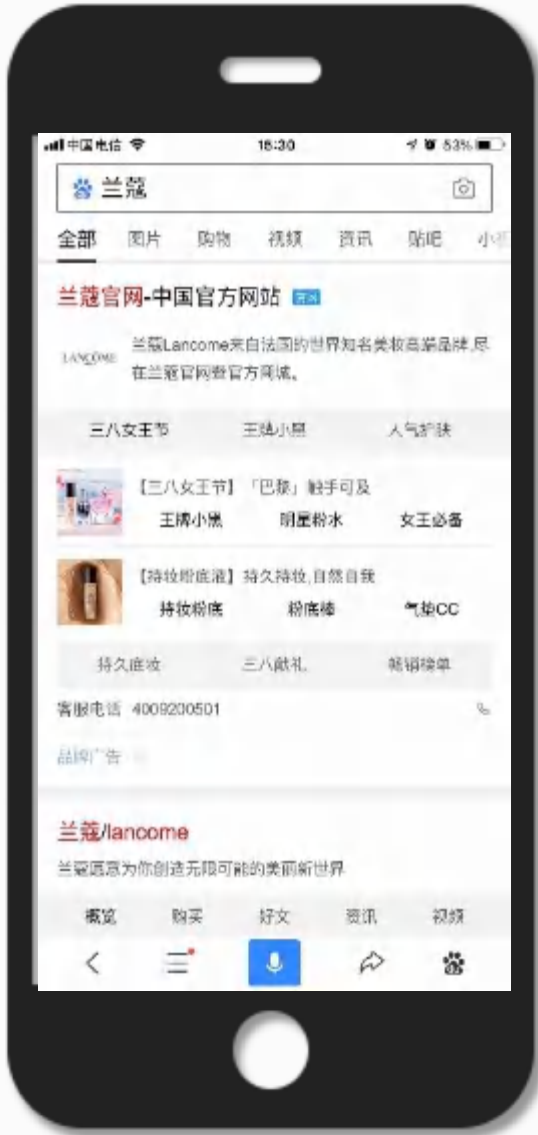 中国电信 16:30 53%
兰蔻
全部 图片 购物 视频 资讯 贴吧
兰蔻官网-中国官方网站 官网
LANCÔME
兰蔻Lancome来自法国的世界知名美妆高端品牌,尽
在兰蔻官网暨官方商城。
三八女王节 王牌小黑 人气护肤
【三八女王节】「巴黎」触手可及
王牌小黑 明星粉水 女王必备
【持妆粉底液】持久持妆,自然自我
持妆粉底 粉底棒 气垫CC
持久底妆 三八献礼 畅销榜单
客服电话 4009200501
品牌广告
兰蔻/lancome
兰蔻愿意为你创造无限可能的美丽新世界
概览 购买 好文 资讯 视频